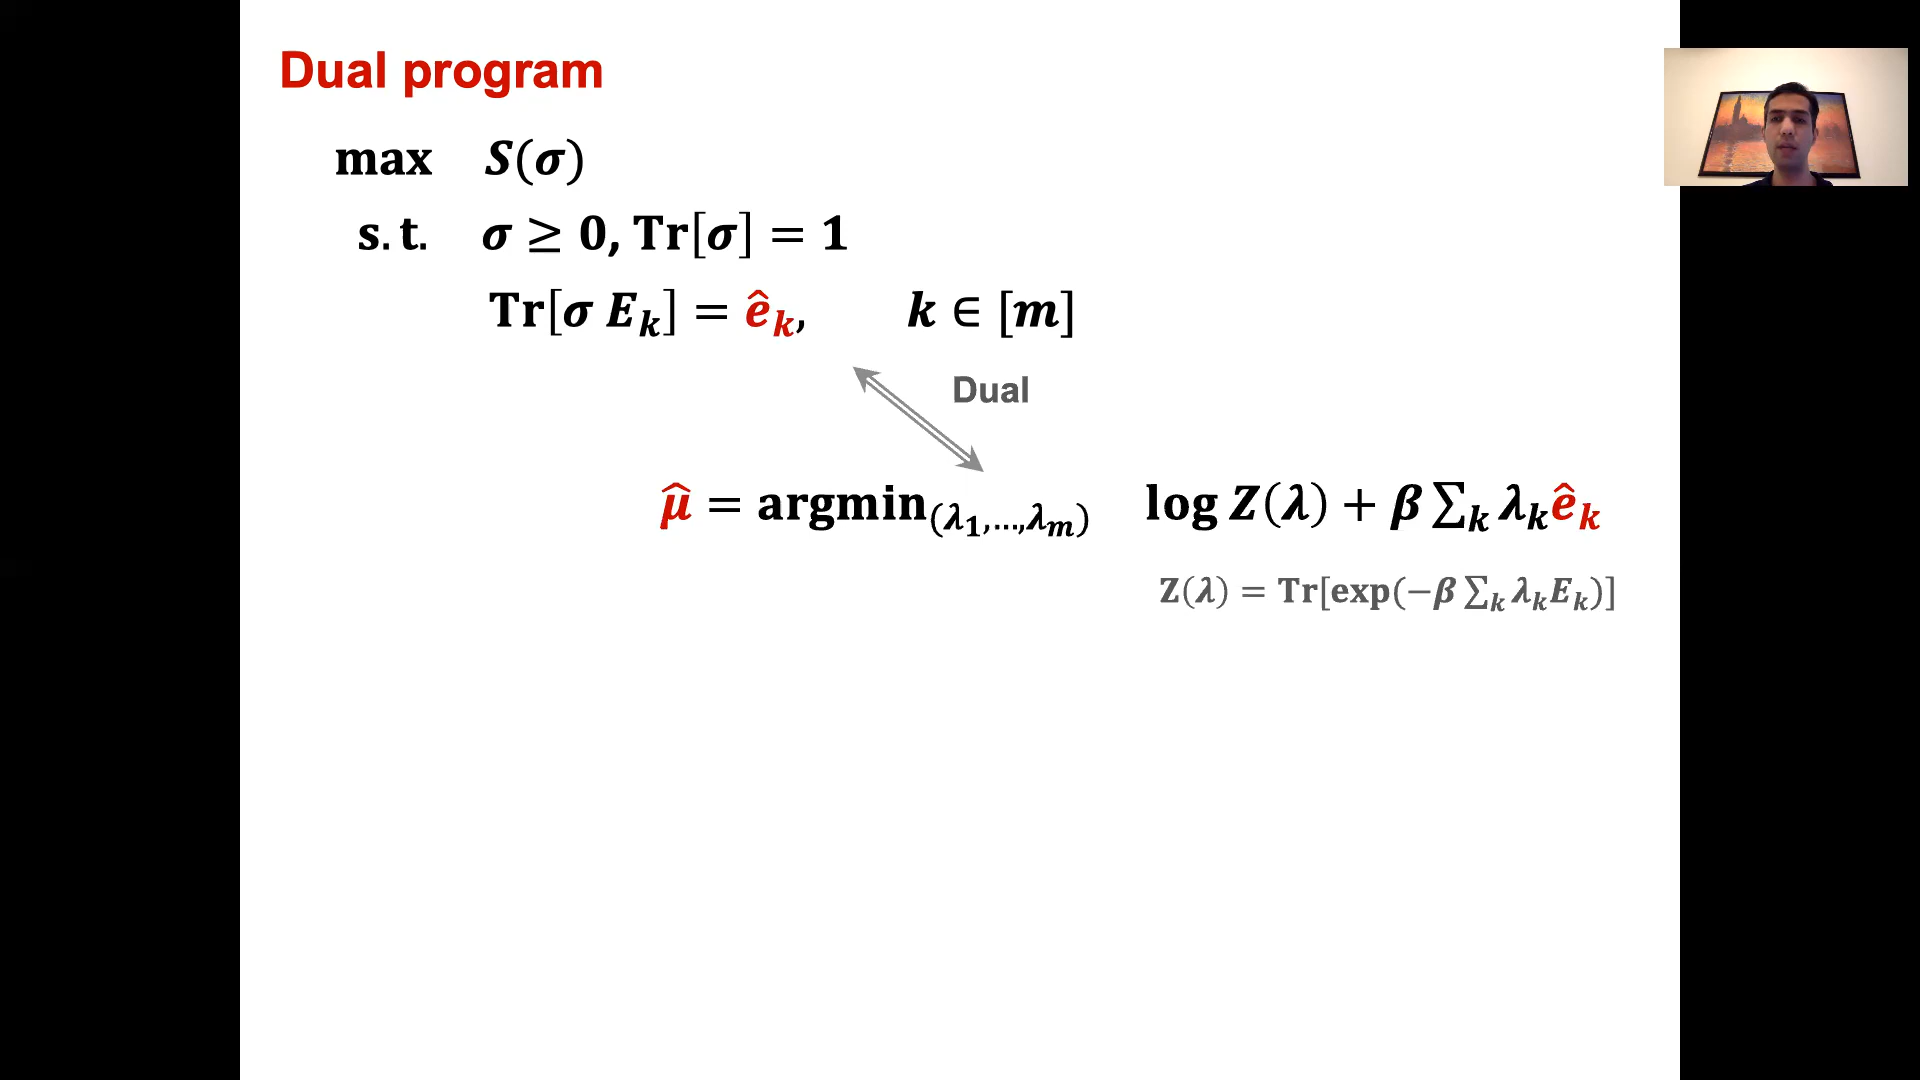 Dual program
max S(σ)
s.t. σ ≥ 0, Tr[σ] = 1
Tr[σ E_k] = ê_k, k ∈ [m]
Dual
μ̂ = argmin_(λ_1,…,λ_m) log Z(λ) + β ∑_k λ_k ê_k
Z(λ) = Tr[exp(−β ∑_k λ_k E_k)]